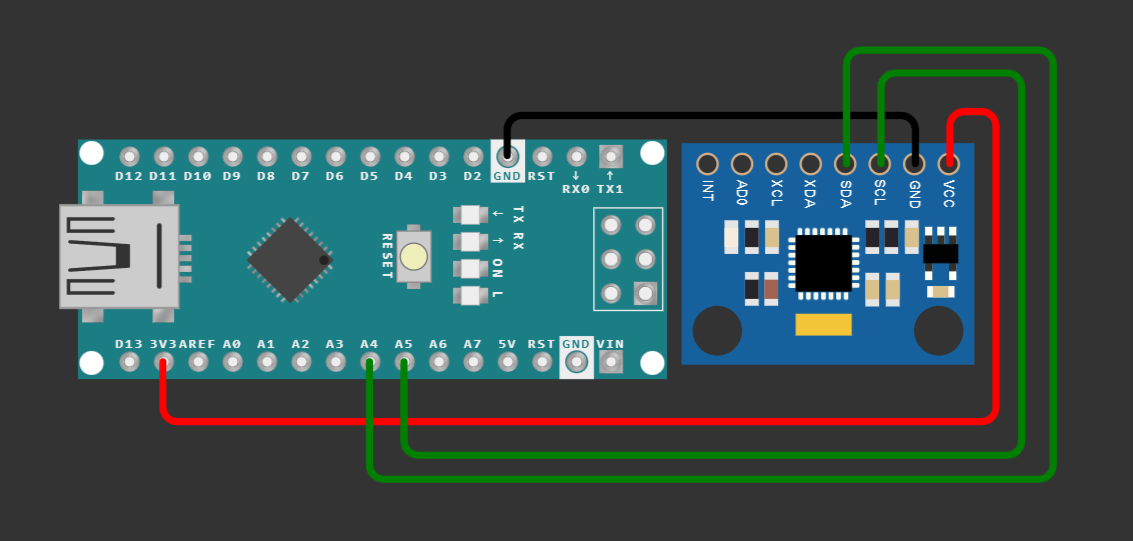 D12 D11 D10 D9 D8 D7 D6 D5 D4 D3 D2 GND RST ↓ RX0 ↑ TX1
RESET
TX ←
RX →
ON
L
D13 3V3 AREF A0 A1 A2 A3 A4 A5 A6 A7 5V RST GND VIN
INT AD0 XCL XDA SDA SCL GND VCC